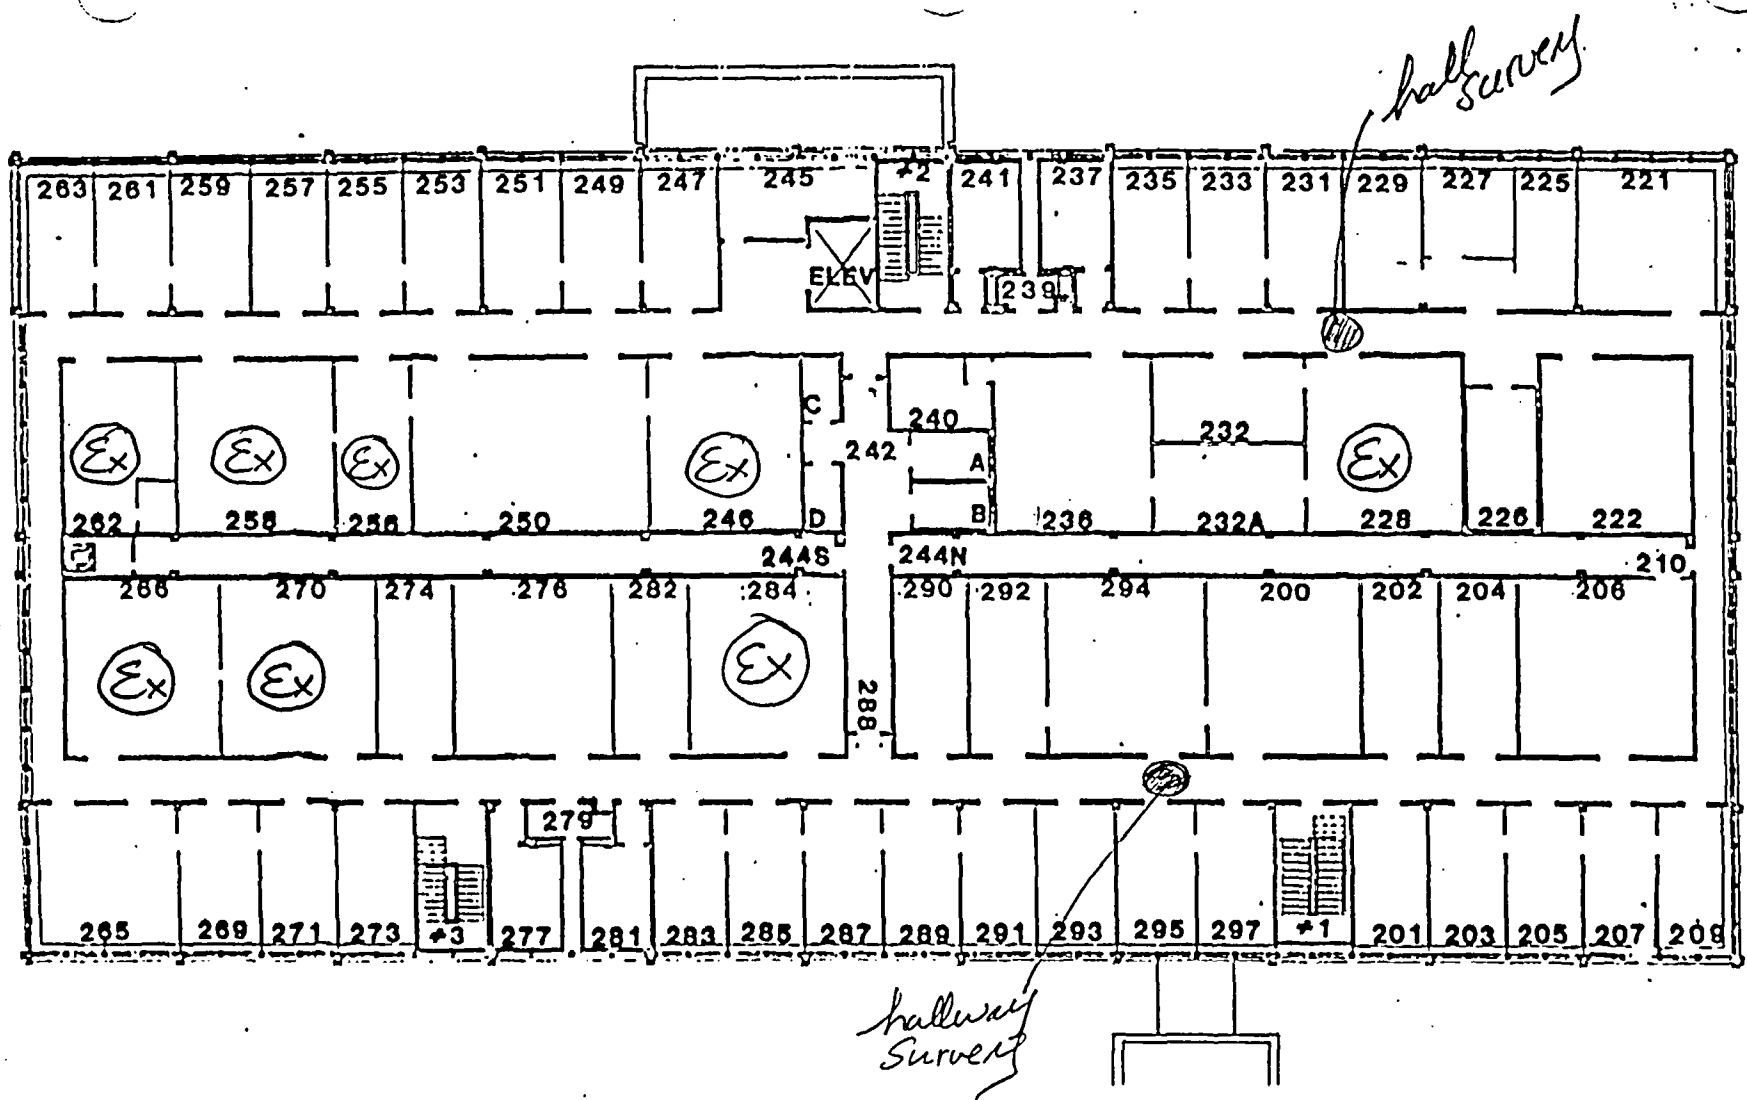 hall
survey
263 261 259 257 255 253 251 249 247 245 #2 241 237 235 233 231 229 227 225 221
ELEV 239
C 240 232
242 A
Ex Ex Ex Ex Ex
262 258 256 250 246 D B 236 232A 228 226 222
244S 244N 210
266 270 274 276 282 284 290 292 294 200 202 204 206
Ex Ex Ex
288
279
265 269 271 273 #3 277 281 283 285 287 289 291 293 295 297 #1 201 203 205 207 209
hallway
survey